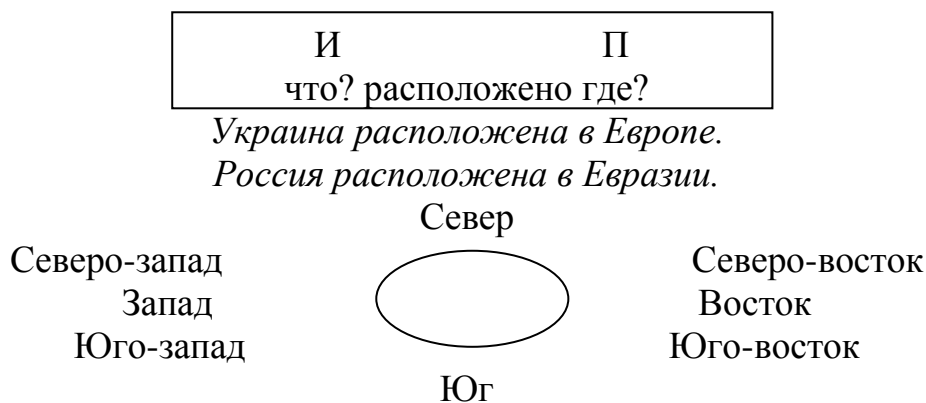 И П
что? расположено где?
Украина расположена в Европе.
Россия расположена в Евразии.
Север
Северо-запад Северо-восток
Запад Восток
Юго-запад Юго-восток
Юг